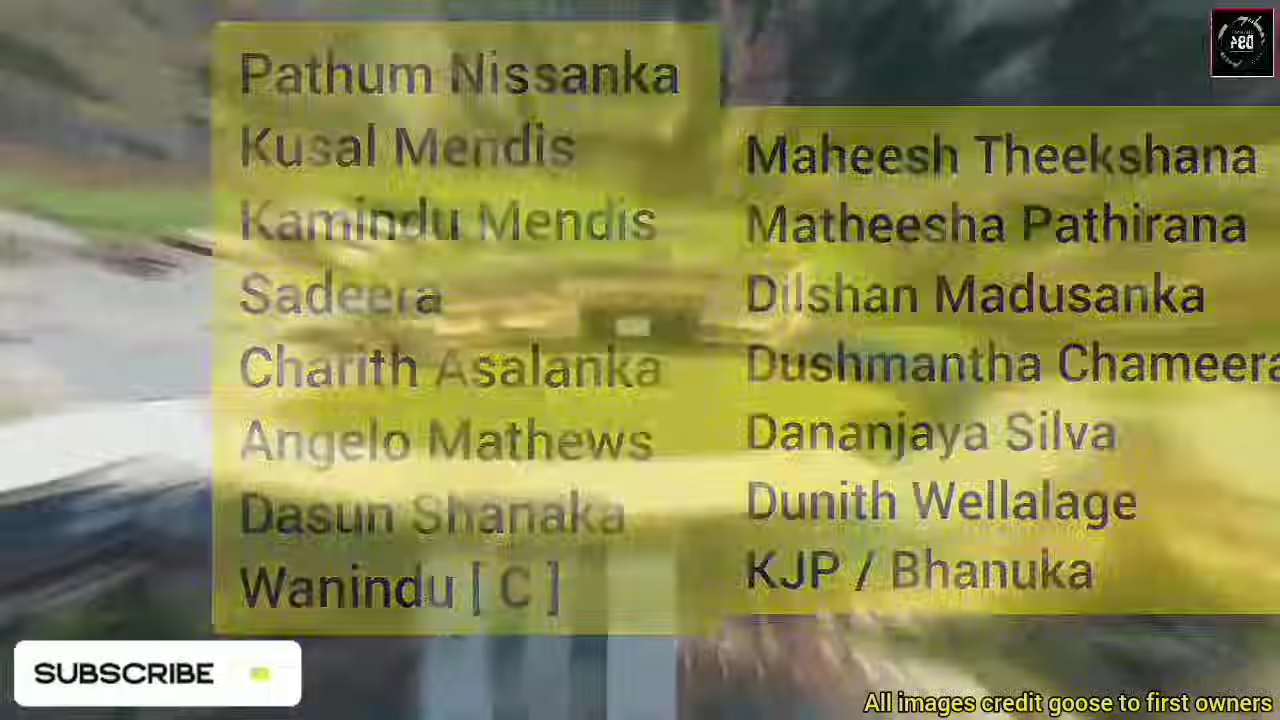 Pathum Nissanka
Kusal Mendis
Kamindu Mendis
Sadeera
Charith Asalanka
Angelo Mathews
Dasun Shanaka
Wanindu [ C ]
Maheesh Theekshana
Matheesha Pathirana
Dilshan Madusanka
Dushmantha Chameera
Dananjaya Silva
Dunith Wellalage
KJP / Bhanuka
SUBSCRIBE
All images credit goose to first owners